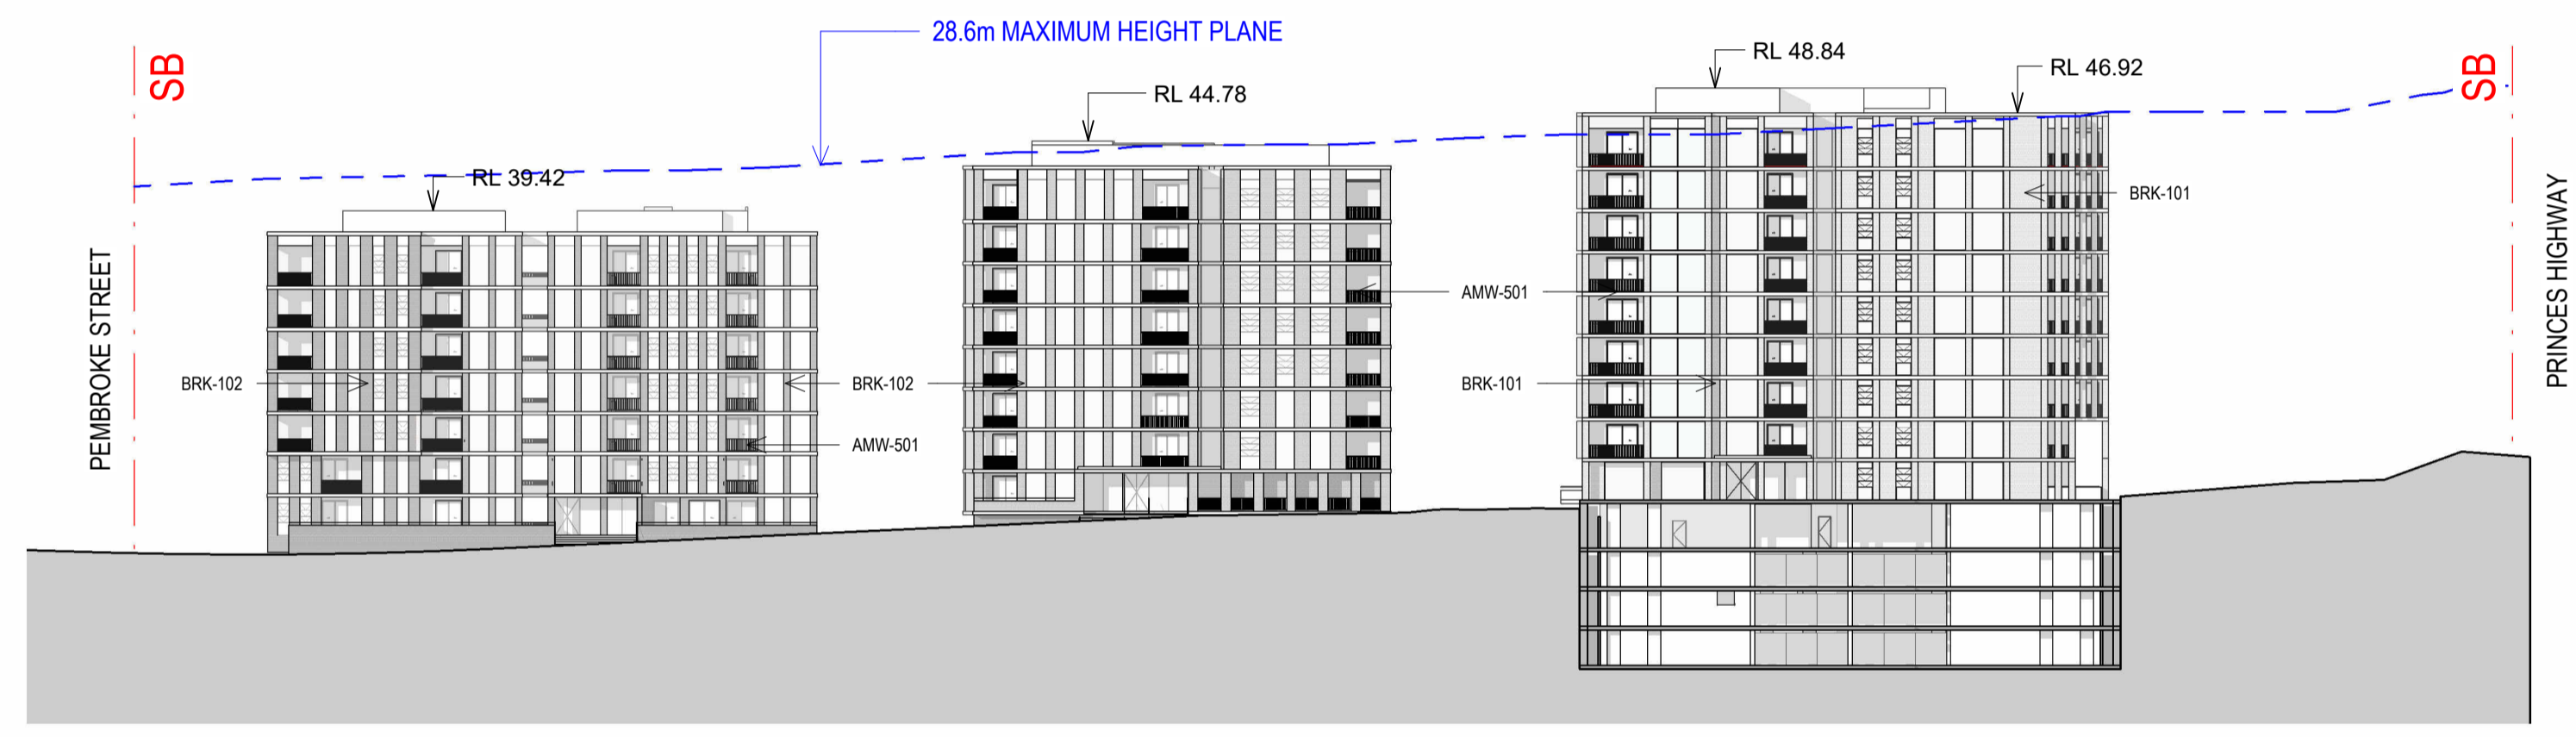 28.6m MAXIMUM HEIGHT PLANE
SB
SB
RL 48.84
RL 46.92
RL 44.78
RL 39.42
BRK-101
AMW-501
BRK-102
BRK-102
BRK-101
AMW-501
PEMBROKE STREET
PRINCES HIGHWAY